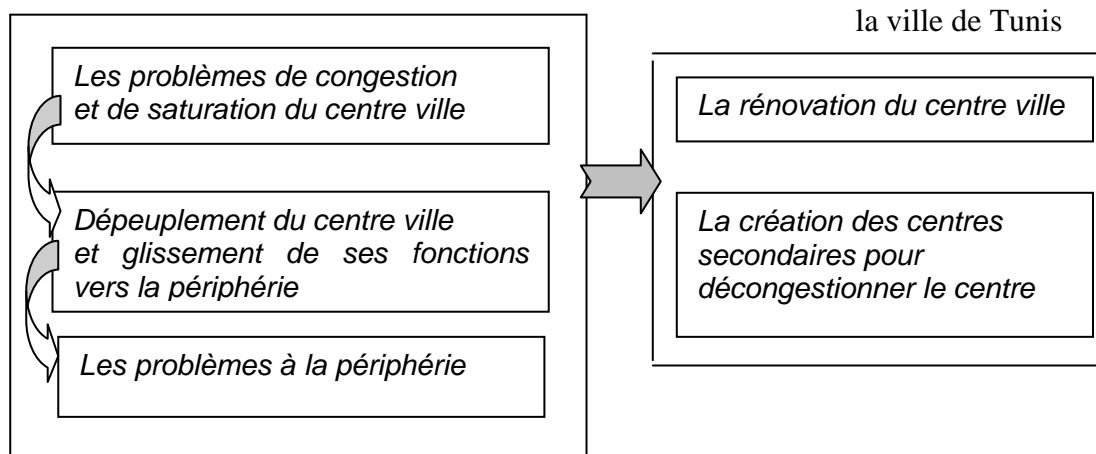 la ville de Tunis
Les problèmes de congestion
et de saturation du centre ville
Dépeuplement du centre ville
et glissement de ses fonctions
vers la périphérie
Les problèmes à la périphérie
La rénovation du centre ville
La création des centres
secondaires pour
décongestionner le centre